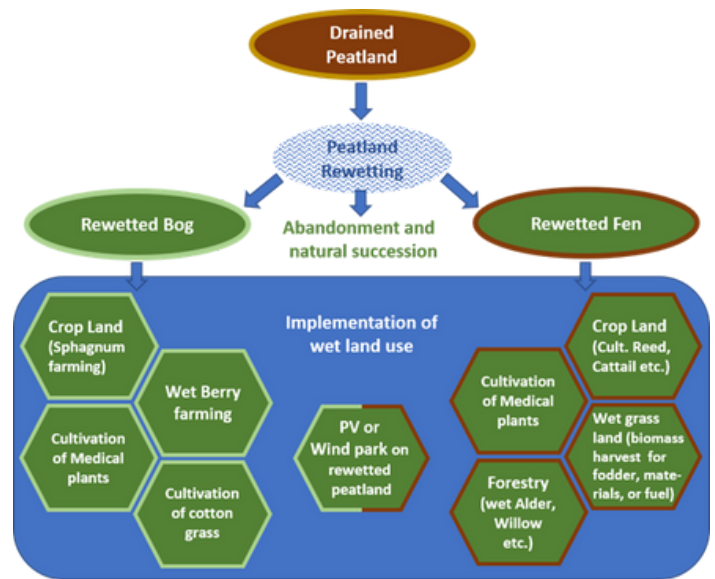 Drained
Peatland
Peatland
Rewetting
Rewetted Bog
Abandonment and
natural succession
Rewetted Fen
Implementation of
wet land use
Crop Land
(Sphagnum
farming)
Wet Berry
farming
Cultivation
of Medical
plants
Cultivation
of cotton
grass
PV or
Wind park on
rewetted
peatland
Crop Land
(Cult. Reed,
Cattail etc.)
Cultivation
of Medical
plants
Wet grass
land (biomass
harvest for
fodder, mate-
rials, or fuel)
Forestry
(wet Alder,
Willow
etc.)